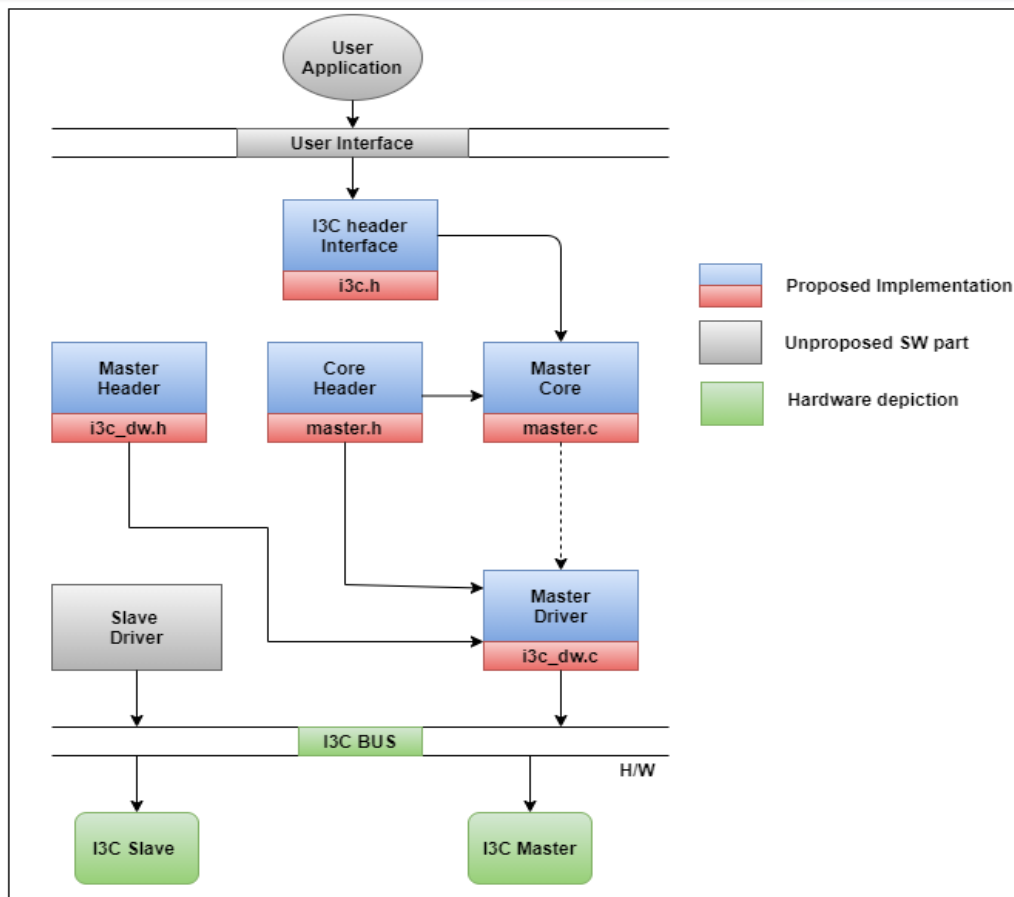 User
Application
User Interface
I3C header
Interface
i3c.h
Proposed Implementation
Unproposed SW part
Hardware depiction
Master
Header
i3c_dw.h
Core
Header
master.h
Master
Core
master.c
Slave
Driver
Master
Driver
i3c_dw.c
I3C BUS
H/W
I3C Slave
I3C Master